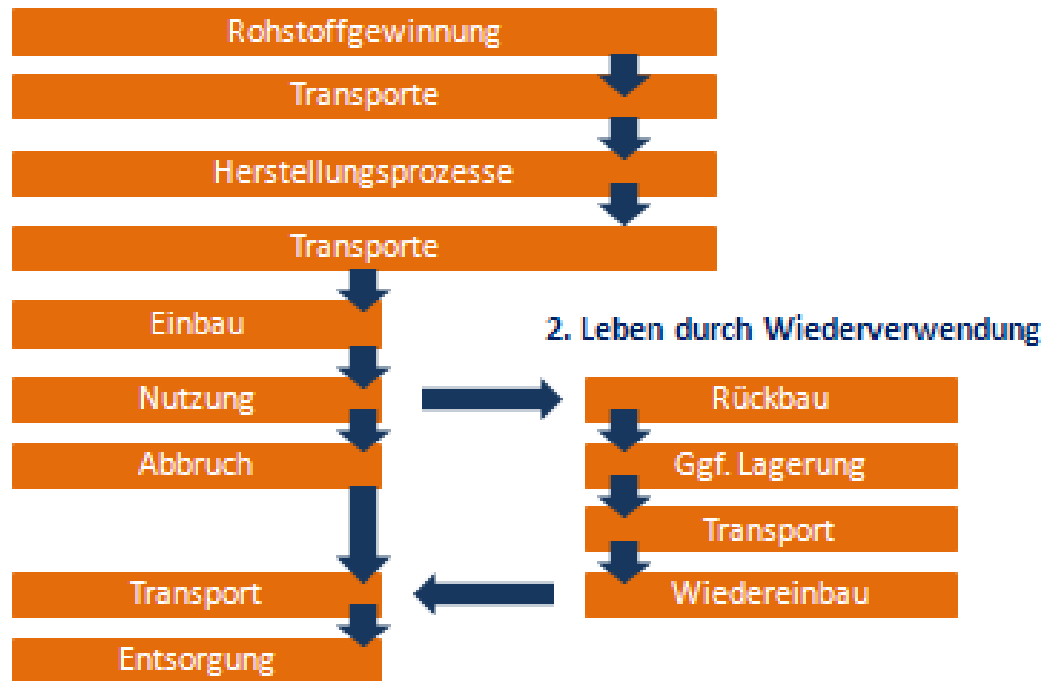 Rohstoffgewinnung
Transporte
Herstellungsprozesse
Transporte
Einbau
Nutzung
Abbruch
Transport
Entsorgung
2. Leben durch Wiederverwendung
Rückbau
Ggf. Lagerung
Transport
Wiedereinbau